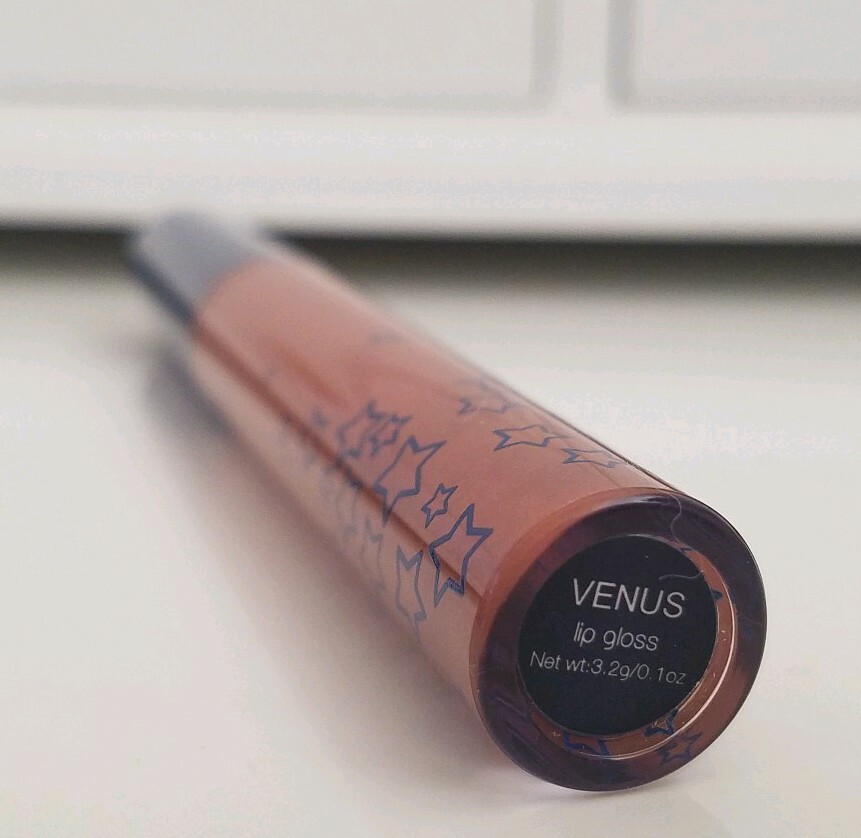 VENUS
lip gloss
Net wt:3.2g/0.1oz